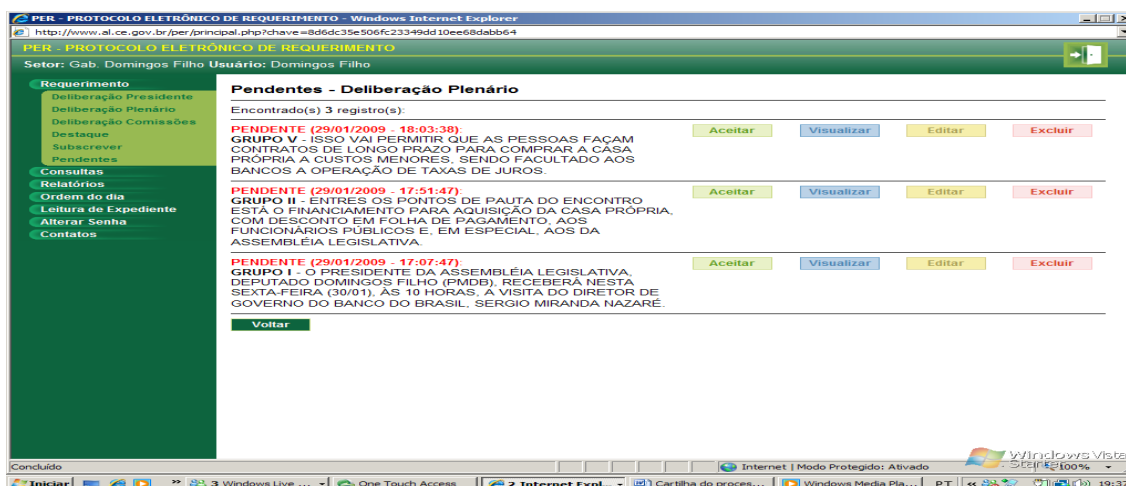 PER - PROTOCOLO ELETRÔNICO DE REQUERIMENTO - Windows Internet Explorer
http://www.al.ce.gov.br/per/principal.php?chave=8d6dc35e506fc23349dd10ee68dabb64
PER - PROTOCOLO ELETRÔNICO DE REQUERIMENTO
Setor: Gab. Domingos Filho Usuário: Domingos Filho
Requerimento
Deliberação Presidente
Deliberação Plenário
Deliberação Comissões
Destaque
Subscrever
Pendentes
Consultas
Relatórios
Ordem do dia
Leitura de Expediente
Alterar Senha
Contatos
Pendentes - Deliberação Plenário
Encontrado(s) 3 registro(s):
PENDENTE (29/01/2009 - 18:03:38):
GRUPO V - ISSO VAI PERMITIR QUE AS PESSOAS FAÇAM
CONTRATOS DE LONGO PRAZO PARA COMPRAR A CASA
PRÓPRIA A CUSTOS MENORES, SENDO FACULTADO AOS
BANCOS A OPERAÇÃO DE TAXAS DE JUROS.
Aceitar Visualizar Editar Excluir
PENDENTE (29/01/2009 - 17:51:47):
GRUPO II - ENTRES OS PONTOS DE PAUTA DO ENCONTRO
ESTÁ O FINANCIAMENTO PARA AQUISIÇÃO DA CASA PRÓPRIA,
COM DESCONTO EM FOLHA DE PAGAMENTO, AOS
FUNCIONÁRIOS PÚBLICOS E, EM ESPECIAL, AOS DA
ASSEMBLÉIA LEGISLATIVA.
Aceitar Visualizar Editar Excluir
PENDENTE (29/01/2009 - 17:07:47):
GRUPO I - O PRESIDENTE DA ASSEMBLÉIA LEGISLATIVA,
DEPUTADO DOMINGOS FILHO (PMDB), RECEBERÁ NESTA
SEXTA-FEIRA (30/01), ÀS 10 HORAS, A VISITA DO DIRETOR DE
GOVERNO DO BANCO DO BRASIL, SERGIO MIRANDA NAZARÉ.
Aceitar Visualizar Editar Excluir
Voltar
Windows Vista
Concluído Internet | Modo Protegido: Ativado 100%
Iniciar 3 Windows Live ... One Touch Access 2 Internet Expl... Cartilha do proces... Windows Media Pla... PT 19:37